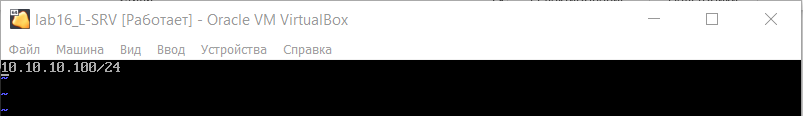 lab16_L-SRV [Работает] - Oracle VM VirtualBox
Файл Машина Вид Ввод Устройства Справка
10.10.10.100/24
~
~
~